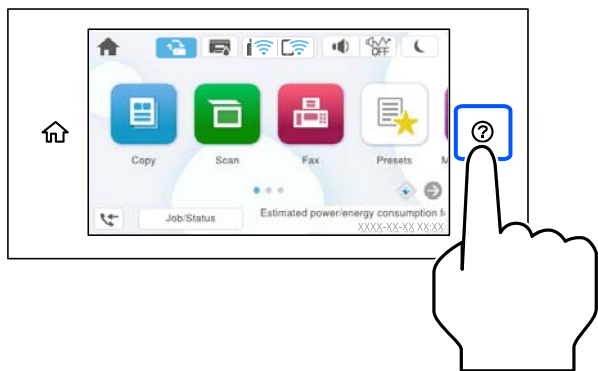 OFF
Copy Scan Fax Presets M
Job/Status Estimated power/energy consumption f
XXXX-XX-XX XX:XX
?